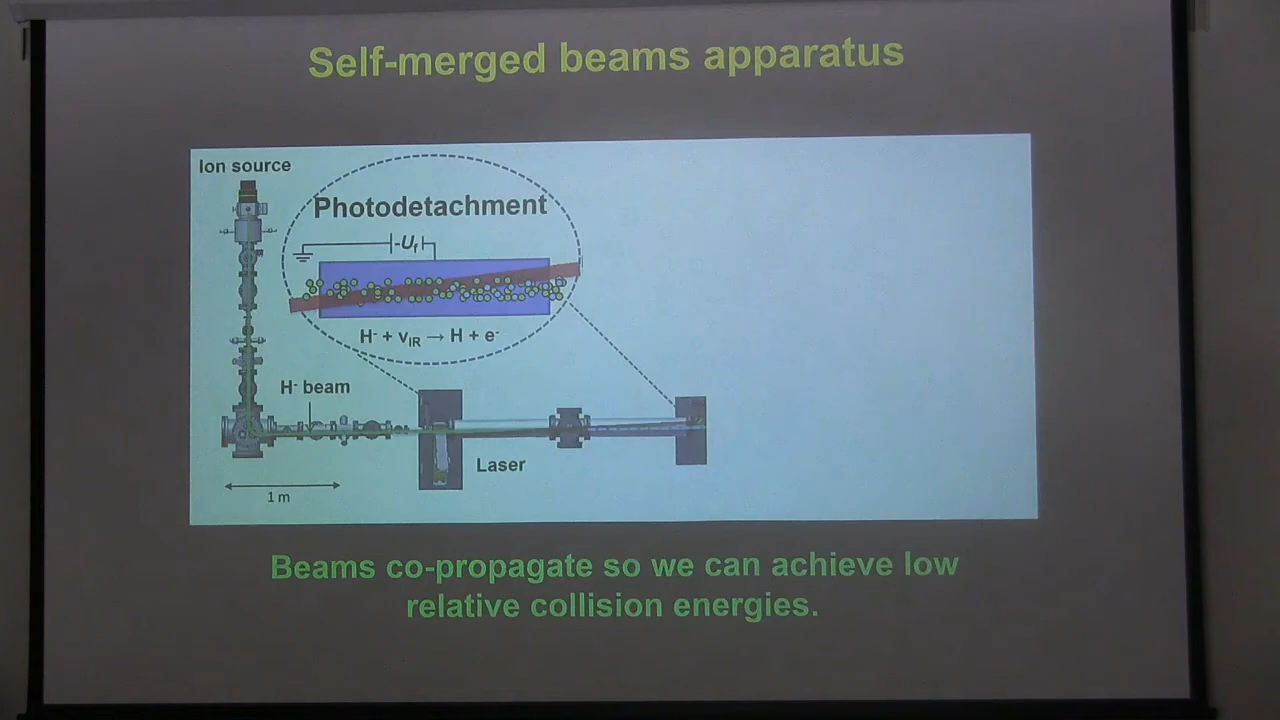 Self-merged beams apparatus
Ion source
Photodetachment
-Uf
H- + νIR → H + e-
H- beam
Laser
1 m
Beams co-propagate so we can achieve low
relative collision energies.